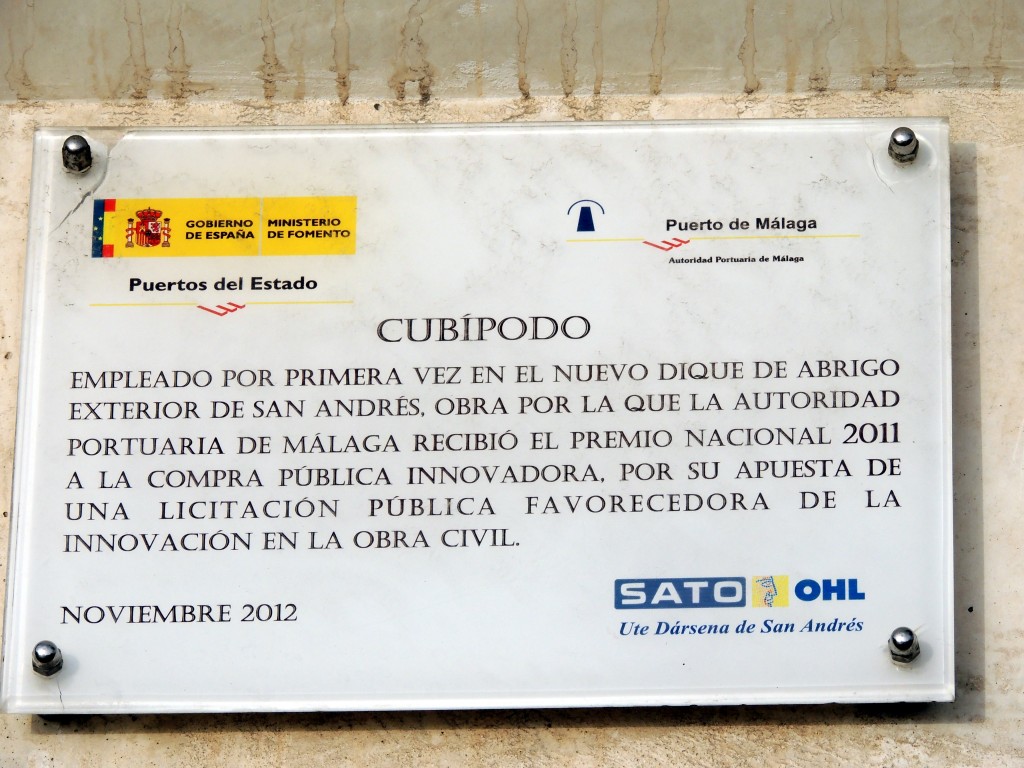 GOBIERNO
DE ESPAÑA
MINISTERIO
DE FOMENTO
Puertos del Estado
Puerto de Málaga
Autoridad Portuaria de Málaga
CUBÍPODO
EMPLEADO POR PRIMERA VEZ EN EL NUEVO DIQUE DE ABRIGO
EXTERIOR DE SAN ANDRÉS, OBRA POR LA QUE LA AUTORIDAD
PORTUARIA DE MÁLAGA RECIBIÓ EL PREMIO NACIONAL 2011
A LA COMPRA PÚBLICA INNOVADORA, POR SU APUESTA DE
UNA LICITACIÓN PÚBLICA FAVORECEDORA DE LA
INNOVACIÓN EN LA OBRA CIVIL.
NOVIEMBRE 2012
SATO OHL
Ute Dársena de San Andrés